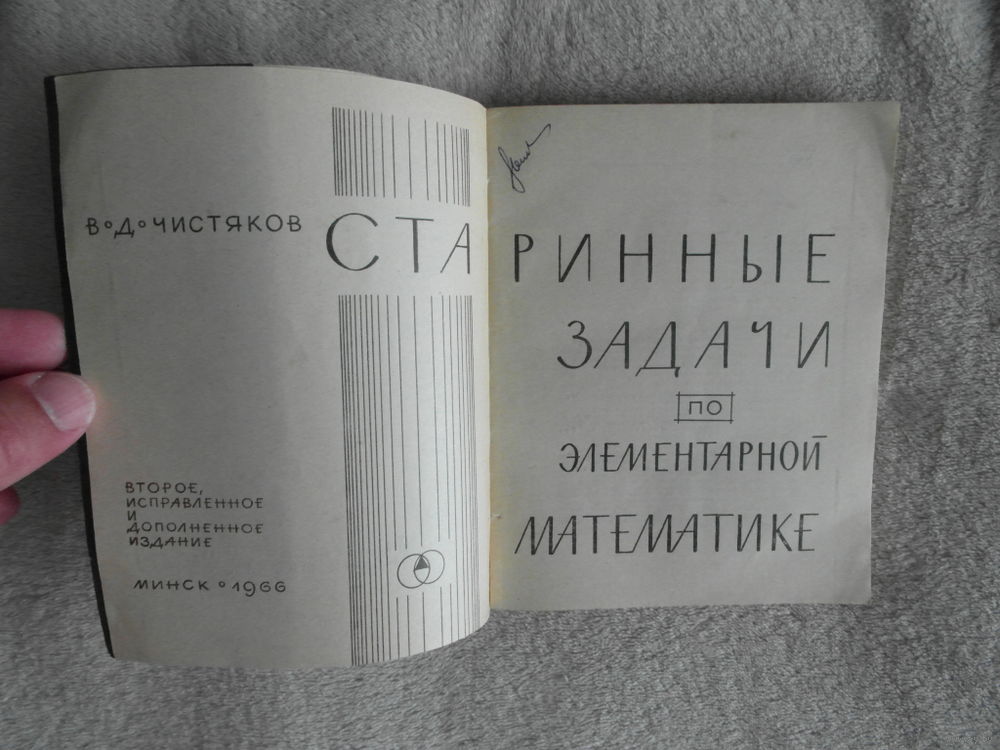 В. Д. ЧИСТЯКОВ
СТАРИННЫЕ
ЗАДАЧИ
ПО
ЭЛЕМЕНТАРНОЙ
МАТЕМАТИКЕ
ВТОРОЕ,
ИСПРАВЛЕННОЕ
И
ДОПОЛНЕННОЕ
ИЗДАНИЕ
МИНСК 1966